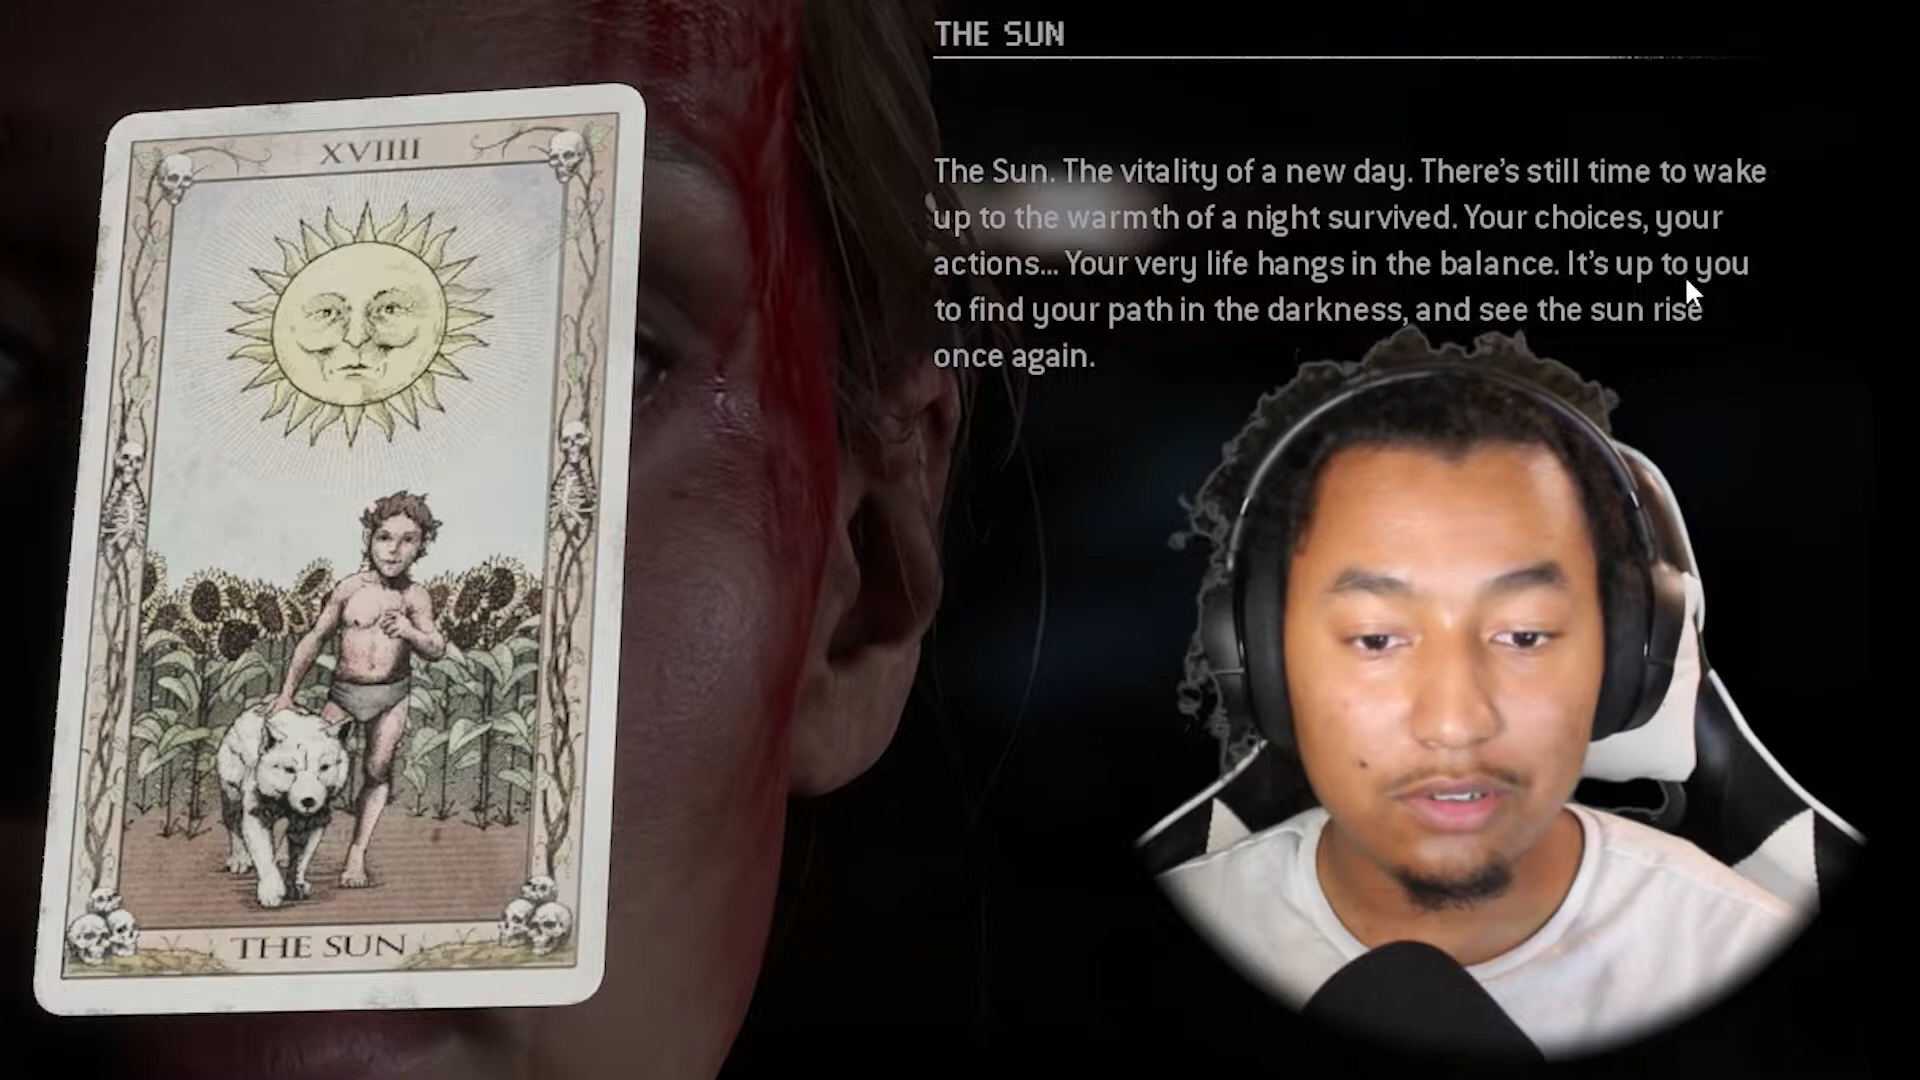 THE SUN
XVIIII
The Sun. The vitality of a new day. There's still time to wake
up to the warmth of a night survived. Your choices, your
actions... Your very life hangs in the balance. It's up to you
to find your path in the darkness, and see the sun rise
once again.
THE SUN